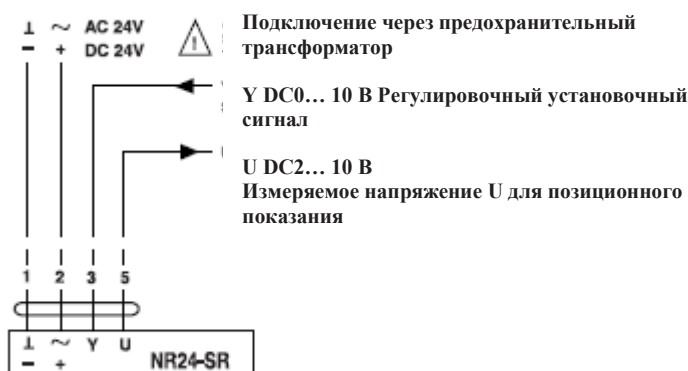 ⊥ ~ AC 24V
– + DC 24V
Подключение через предохранительный
трансформатор
Y DC0… 10 В Регулировочный установочный
сигнал
U DC2… 10 В
Измеряемое напряжение U для позиционного
показания
1 2 3 5
⊥ ~ Y U
– +
NR24-SR